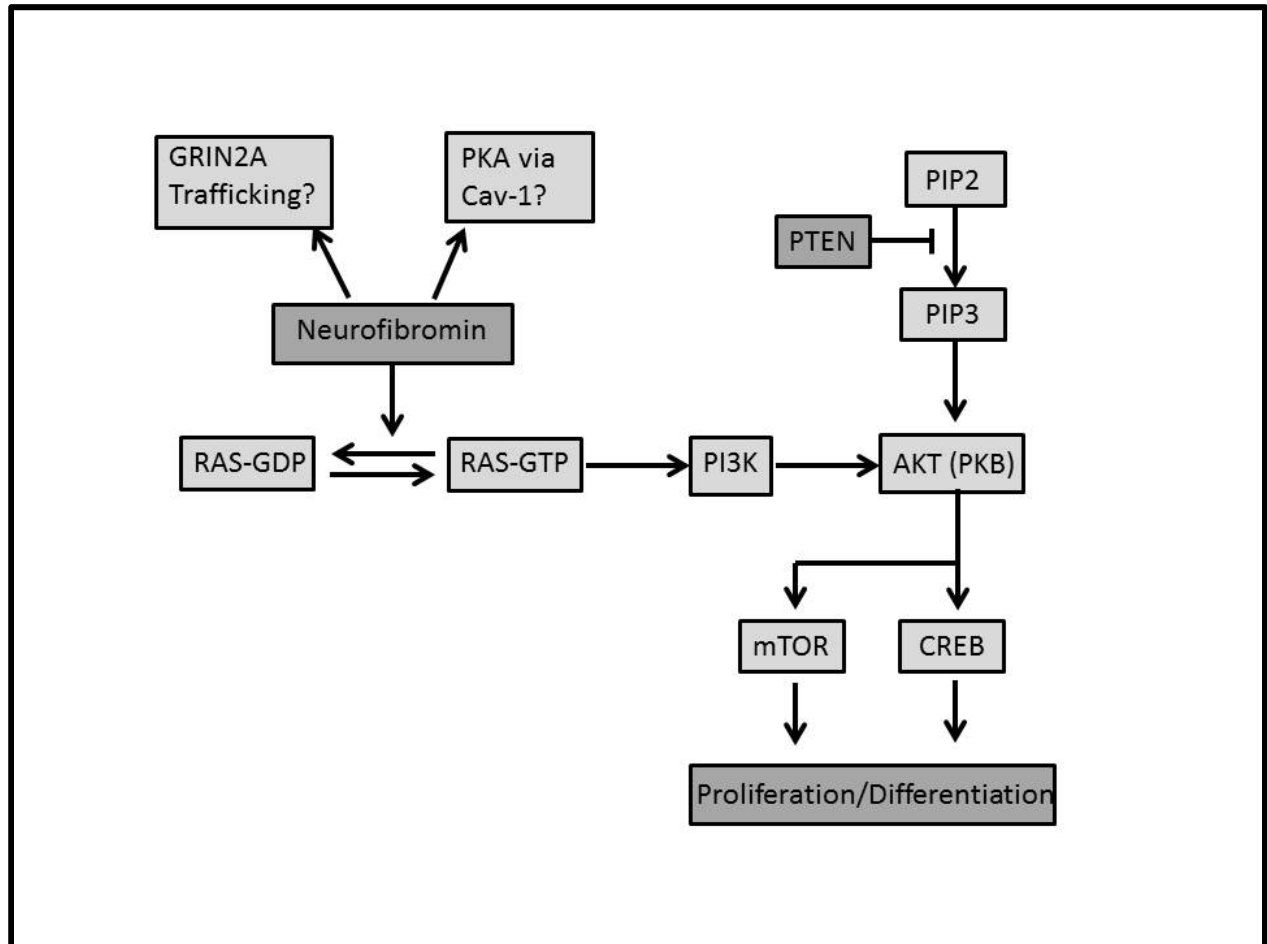 GRIN2A
Trafficking?
PKA via
Cav-1?
PIP2
PTEN
PIP3
Neurofibromin
RAS-GDP
RAS-GTP
PI3K
AKT (PKB)
mTOR
CREB
Proliferation/Differentiation